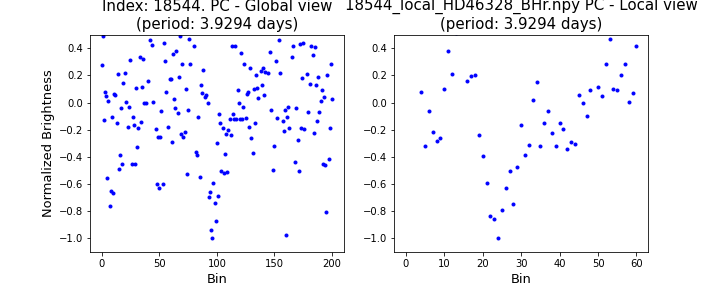 Index: 18544. PC - Global view
(period: 3.9294 days)
18544_local_HD46328_BHr.npy PC - Local view
(period: 3.9294 days)
Normalized Brightness
0.4
0.2
0.0
−0.2
−0.4
−0.6
−0.8
−1.0
0 50 100 150 200
Bin
0.4
0.2
0.0
−0.2
−0.4
−0.6
−0.8
−1.0
0 10 20 30 40 50 60
Bin